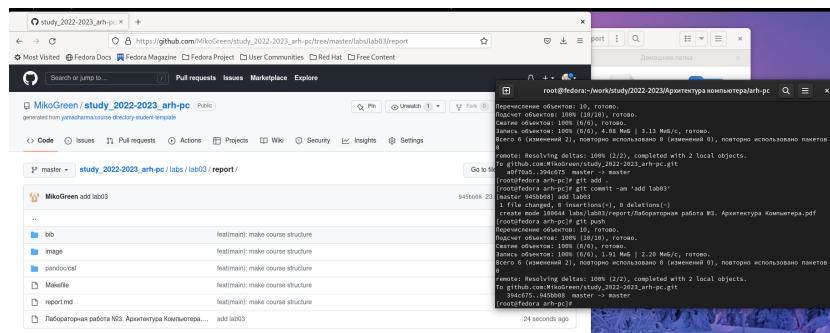 study_2022-2023_arh-pc
https://github.com/MikoGreen/study_2022-2023_arh-pc/tree/master/labs/lab03/report
Most Visited Fedora Docs Fedora Magazine Fedora Project User Communities Red Hat Free Content
Search or jump to... / Pull requests Issues Marketplace Explore
MikoGreen / study_2022-2023_arh-pc Public Pin Unwatch 1 Fork 0
generated from yamadharma/course-directory-student-template
Code Issues Pull requests Actions Projects Wiki Security Insights Settings
master study_2022-2023_arh-pc / labs / lab03 / report / Go to file
MikoGreen add lab03 945bb08 23
..
bib feat(main): make course structure
image feat(main): make course structure
pandoc/csl feat(main): make course structure
Makefile feat(main): make course structure
report.md feat(main): make course structure
Лабораторная работа №3. Архитектура Компьютера.... add lab03 24 seconds ago
port
Домашняя папка
root@fedora:~/work/study/2022-2023/Архитектура компьютера/arh-pc
Перечисление объектов: 10, готово.
Подсчет объектов: 100% (10/10), готово.
Сжатие объектов: 100% (6/6), готово.
Запись объектов: 100% (6/6), 4.08 МиБ | 3.13 МиБ/с, готово.
Всего 6 (изменений 2), повторно использовано 0 (изменений 0), повторно использовано пакетов
0
remote: Resolving deltas: 100% (2/2), completed with 2 local objects.
To github.com:MikoGreen/study_2022-2023_arh-pc.git
a0f70a5..394c675 master -> master
[root@fedora arh-pc]# git add .
[root@fedora arh-pc]# git commit -am 'add lab03'
[master 945bb08] add lab03
1 file changed, 0 insertions(+), 0 deletions(-)
create mode 100644 labs/lab03/report/Лабораторная работа №3. Архитектура Компьютера.pdf
[root@fedora arh-pc]# git push
Перечисление объектов: 10, готово.
Подсчет объектов: 100% (10/10), готово.
Сжатие объектов: 100% (6/6), готово.
Запись объектов: 100% (6/6), 1.91 МиБ | 2.20 МиБ/с, готово.
Всего 6 (изменений 2), повторно использовано 0 (изменений 0), повторно использовано пакетов
0
remote: Resolving deltas: 100% (2/2), completed with 2 local objects.
To github.com:MikoGreen/study_2022-2023_arh-pc.git
394c675..945bb08 master -> master
[root@fedora arh-pc]#